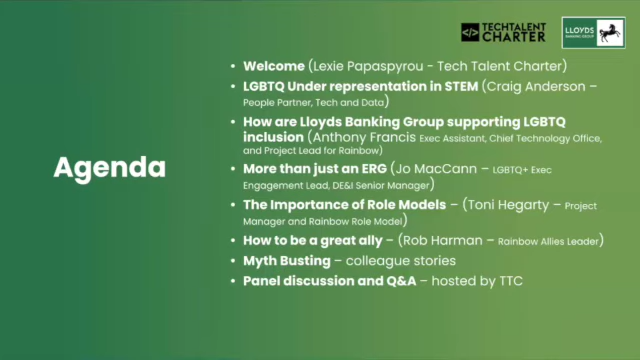 TECHTALENT
CHARTER
LLOYDS
BANKING GROUP
Agenda
• Welcome (Lexie Papaspyrou - Tech Talent Charter)
• LGBTQ Under representation in STEM (Craig Anderson –
People Partner, Tech and Data)
• How are Lloyds Banking Group supporting LGBTQ
inclusion (Anthony Francis Exec Assistant, Chief Technology Office,
and Project Lead for Rainbow)
• More than just an ERG (Jo MacCann – LGBTQ+ Exec
Engagement Lead, DE&I Senior Manager)
• The Importance of Role Models – (Toni Hegarty – Project
Manager and Rainbow Role Model)
• How to be a great ally – (Rob Harman – Rainbow Allies Leader)
• Myth Busting – colleague stories
• Panel discussion and Q&A – hosted by TTC